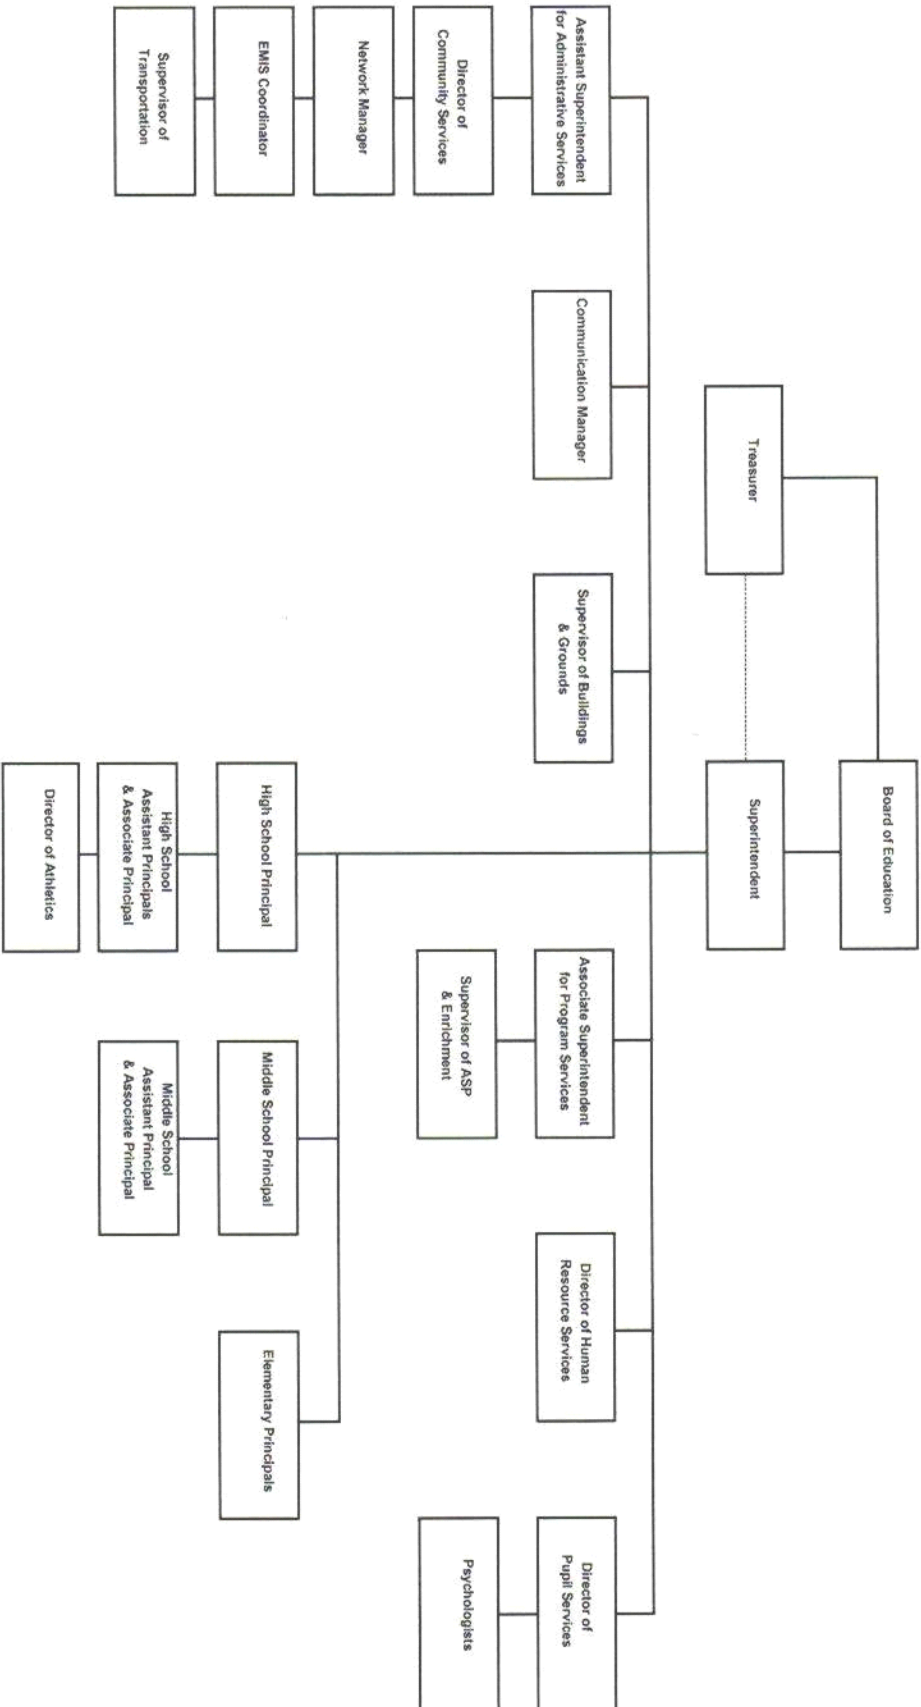 Board of Education
Treasurer
Superintendent
Assistant Superintendent
for Administrative Services
Communication Manager
Supervisor of Buildings
& Grounds
Associate Superintendent
for Program Services
Director of Human
Resource Services
Director of
Pupil Services
Director of
Community Services
Supervisor of ASP
& Enrichment
Psychologists
Network Manager
EMIS Coordinator
Supervisor of
Transportation
High School Principal
Middle School Principal
Elementary Principals
High School
Assistant Principals
& Associate Principal
Middle School
Assistant Principal
& Associate Principal
Director of Athletics